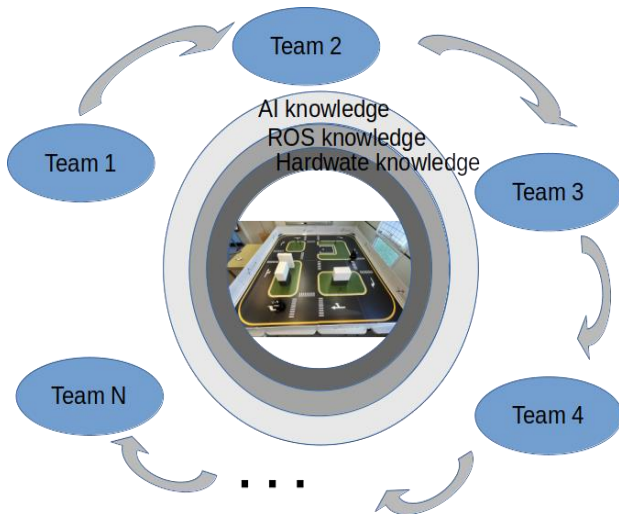 Team 2
AI knowledge
ROS knowledge
Hardwate knowledge
Team 1
Team 3
Team N
Team 4
. . .